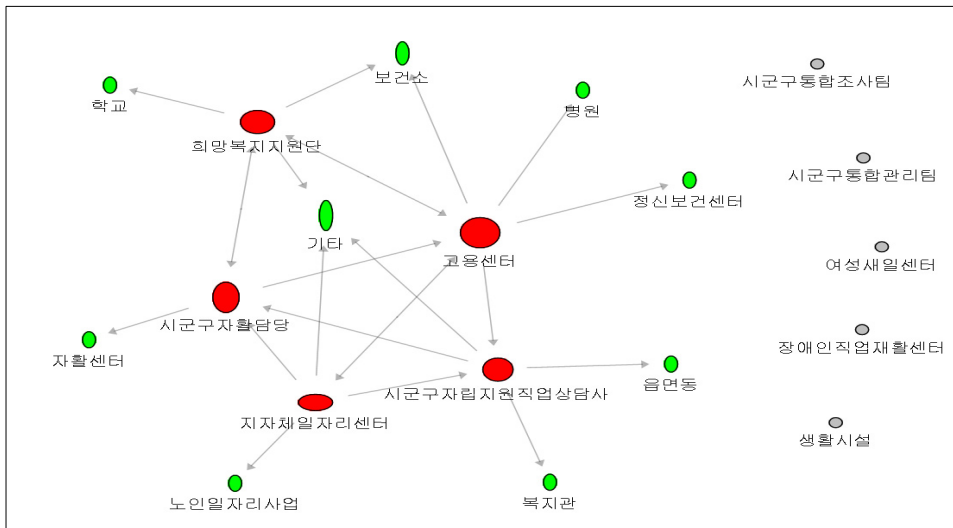 시군구통합조사팀
보건소
학교
병원
희망복지지원단
시군구통합관리팀
정신보건센터
기타
고용센터
여성새일센터
시군구자활담당
장애인직업재활센터
자활센터
읍면동
시군구자립지원직업상담사
지자체일자리센터
생활시설
노인일자리사업
복지관